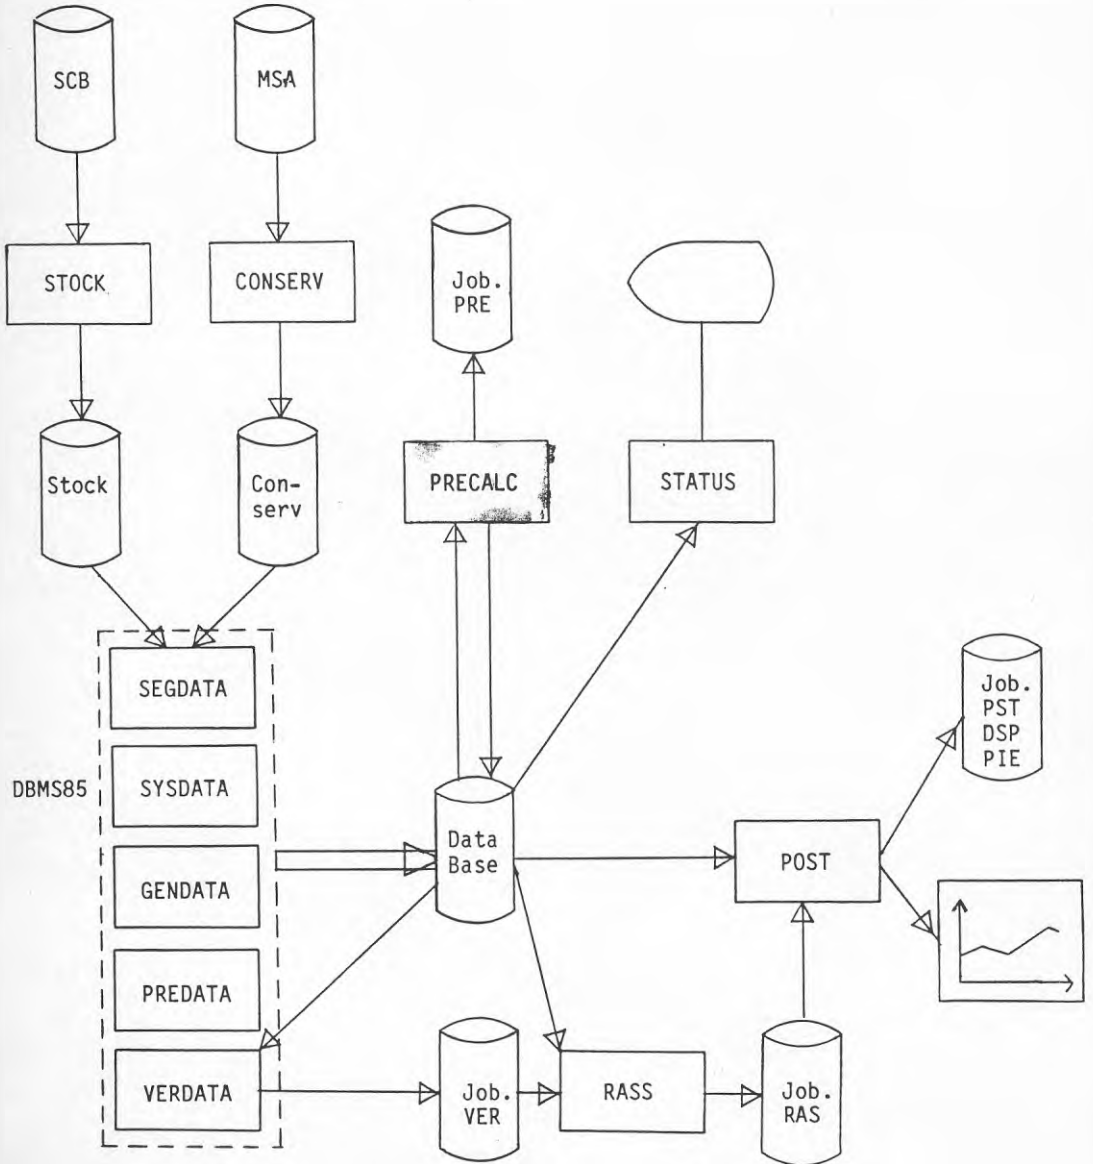 SCB
MSA
STOCK
CONSERV
Job.
PRE
Stock
Con-
serv
PRECALC
STATUS
SEGDATA
Job.
PST
DSP
PIE
DBMS85
SYSDATA
Data
Base
POST
GENDATA
PREDATA
VERDATA
Job.
VER
RASS
Job.
RAS